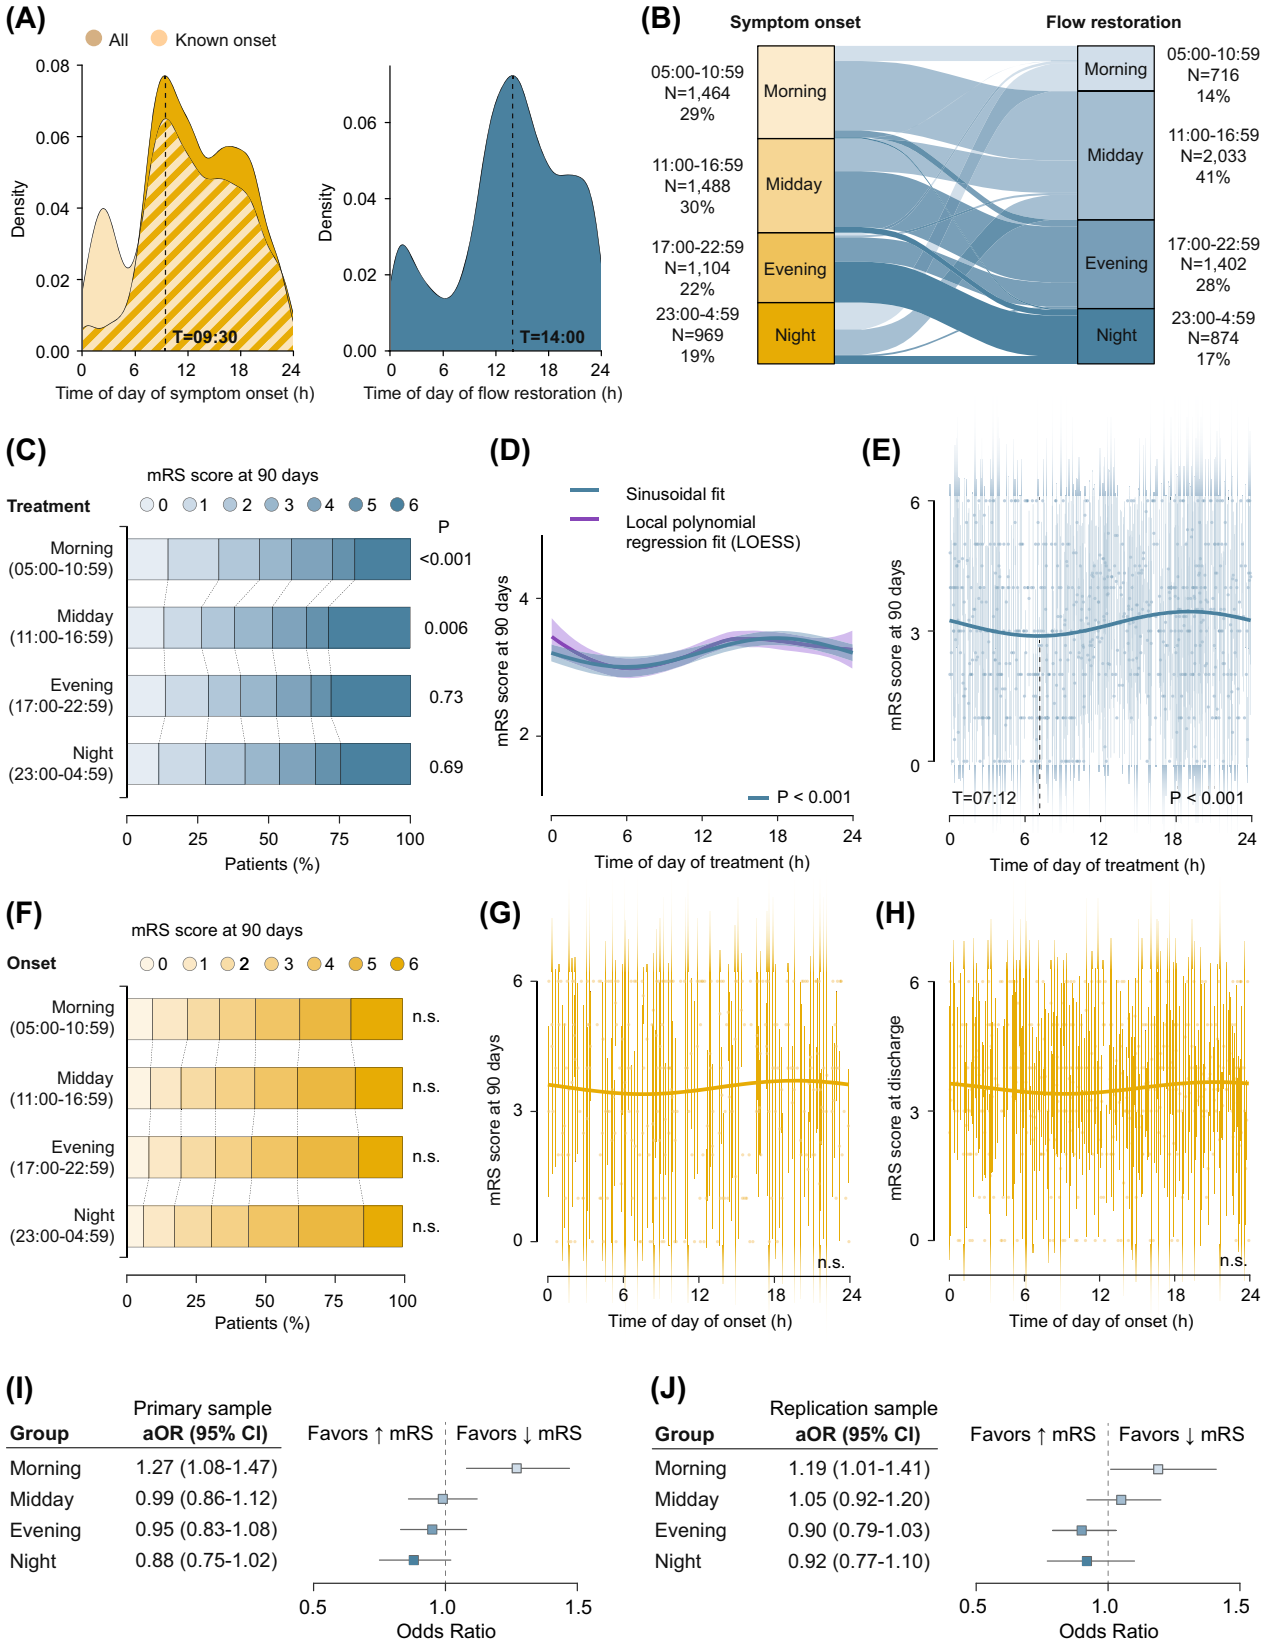 (A)
All
Known onset
0.08
0.06
0.04
0.02
0.00
Density
T=09:30
0
6
12
18
24
Time of day of symptom onset (h)
0.06
0.04
0.02
0.00
Density
T=14:00
0
6
12
18
24
Time of day of flow restoration (h)
(B)
Symptom onset
Flow restoration
05:00-10:59
N=1,464
29%
11:00-16:59
N=1,488
30%
17:00-22:59
N=1,104
22%
23:00-4:59
N=969
19%
Morning
Midday
Evening
Night
Morning
Midday
Evening
Night
05:00-10:59
N=716
14%
11:00-16:59
N=2,033
41%
17:00-22:59
N=1,402
28%
23:00-4:59
N=874
17%
(C)
mRS score at 90 days
Treatment
0 1 2 3 4 5 6
P
Morning
(05:00-10:59)
<0.001
Midday
(11:00-16:59)
0.006
Evening
(17:00-22:59)
0.73
Night
(23:00-04:59)
0.69
0 25 50 75 100
Patients (%)
(D)
Sinusoidal fit
Local polynomial
regression fit (LOESS)
mRS score at 90 days
4
2
P < 0.001
0 6 12 18 24
Time of day of treatment (h)
(E)
mRS score at 90 days
6
3
0
T=07:12
P < 0.001
0 6 12 18 24
Time of day of treatment (h)
(F)
mRS score at 90 days
Onset
0 1 2 3 4 5 6
Morning
(05:00-10:59)
n.s.
Midday
(11:00-16:59)
n.s.
Evening
(17:00-22:59)
n.s.
Night
(23:00-04:59)
n.s.
0 25 50 75 100
Patients (%)
(G)
mRS score at 90 days
6
3
0
n.s.
0 6 12 18 24
Time of day of onset (h)
(H)
mRS score at discharge
6
3
0
n.s.
0 6 12 18 24
Time of day of onset (h)
(I)
Primary sample
Group aOR (95% CI)
Favors ↑ mRS Favors ↓ mRS
Morning 1.27 (1.08-1.47)
Midday 0.99 (0.86-1.12)
Evening 0.95 (0.83-1.08)
Night 0.88 (0.75-1.02)
0.5 1.0 1.5
Odds Ratio
(J)
Replication sample
Group aOR (95% CI)
Favors ↑ mRS Favors ↓ mRS
Morning 1.19 (1.01-1.41)
Midday 1.05 (0.92-1.20)
Evening 0.90 (0.79-1.03)
Night 0.92 (0.77-1.10)
0.5 1.0 1.5
Odds Ratio